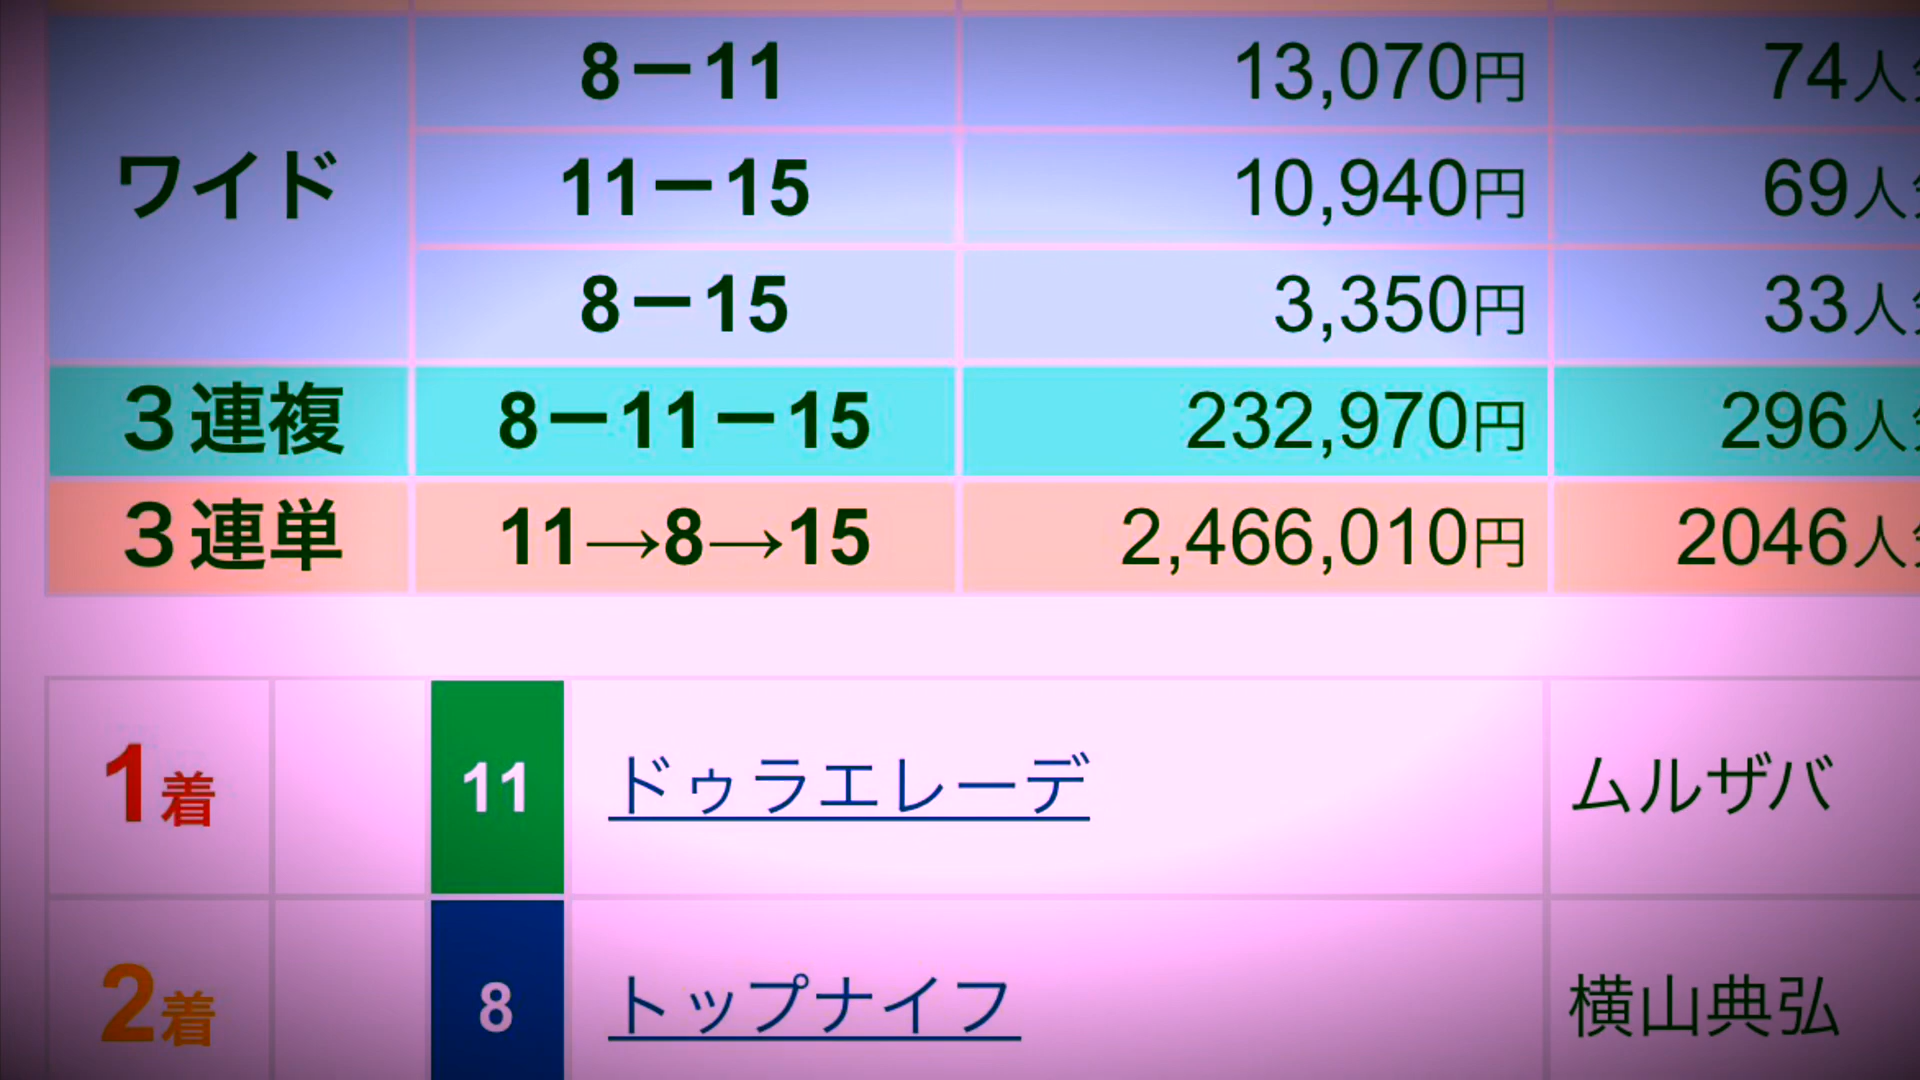 8－11 13,070円 74人
ワイド 11－15 10,940円 69人
8－15 3,350円 33人
３連複 8－11－15 232,970円 296人
３連単 11→8→15 2,466,010円 2046人
1着 11 ドゥラエレーデ ムルザバ
2着 8 トップナイフ 横山典弘